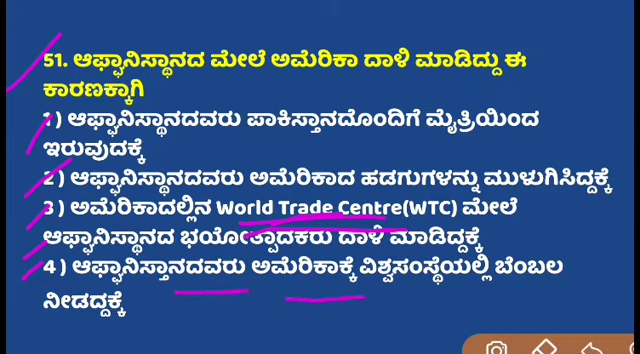 51. ಆಫ್ಘಾನಿಸ್ಥಾನದ ಮೇಲೆ ಅಮೆರಿಕಾ ದಾಳಿ ಮಾಡಿದ್ದು ಈ
ಕಾರಣಕ್ಕಾಗಿ
1) ಆಫ್ಘಾನಿಸ್ಥಾನದವರು ಪಾಕಿಸ್ತಾನದೊಂದಿಗೆ ಮೈತ್ರಿಯಿಂದ
ಇರುವುದಕ್ಕೆ
2) ಆಫ್ಘಾನಿಸ್ಥಾನದವರು ಅಮೆರಿಕಾದ ಹಡಗುಗಳನ್ನು ಮುಳುಗಿಸಿದ್ದಕ್ಕೆ
3) ಅಮೆರಿಕಾದಲ್ಲಿನ World Trade Centre(WTC) ಮೇಲೆ
ಆಫ್ಘಾನಿಸ್ಥಾನದ ಭಯೋತ್ಪಾದಕರು ದಾಳಿ ಮಾಡಿದ್ದಕ್ಕೆ
4) ಆಫ್ಘಾನಿಸ್ತಾನದವರು ಅಮೆರಿಕಾಕ್ಕೆ ವಿಶ್ವಸಂಸ್ಥೆಯಲ್ಲಿ ಬೆಂಬಲ
ನೀಡದ್ದಕ್ಕೆ